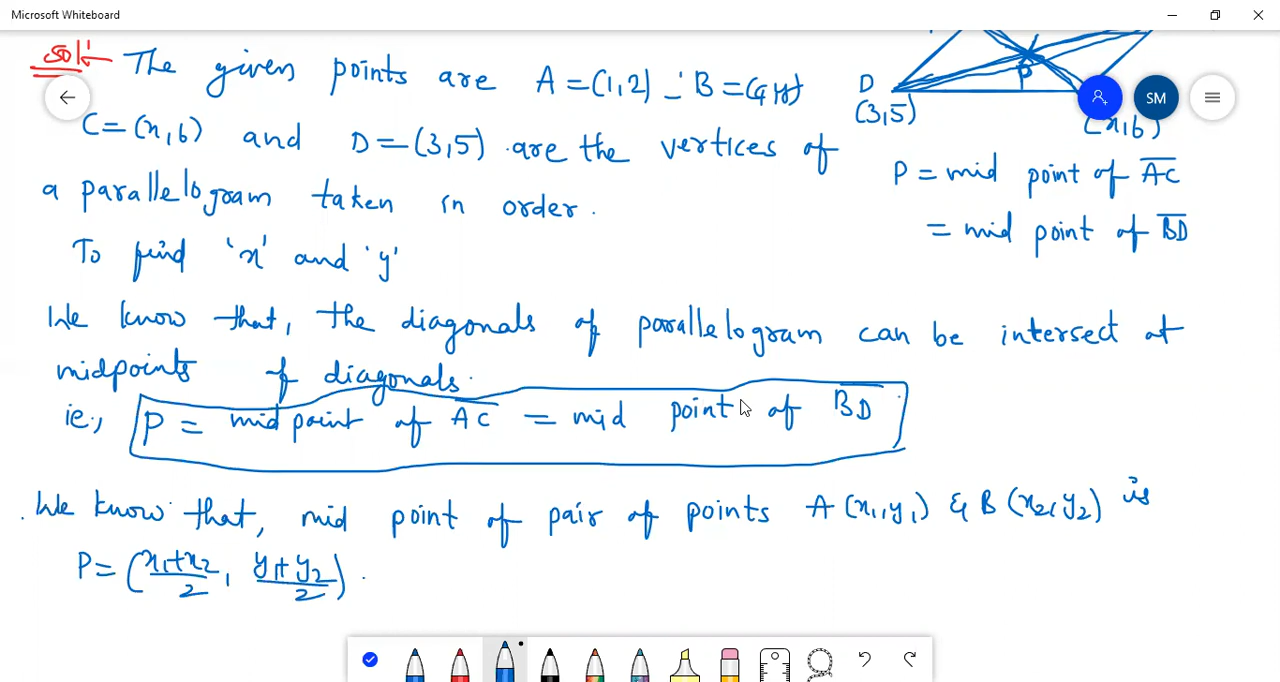 Microsoft Whiteboard
Sol:
The given points are A = (1,2) B = (4,y)
C = (x,6) and D = (3,5) are the vertices of
a parallelogram taken in order.
To find 'x' and 'y'
We know that, the diagonals of parallelogram can be intersect at
midpoints of diagonals.
ie., P = midpoint of AC = mid point of BD
We know that, mid point of pair of points A (x1,y1) & B (x2,y2) is
P = (x1+x2/2, y1+y2/2).
D
(3,5)
P
(x,6)
P = mid point of AC
= mid point of BD
SM